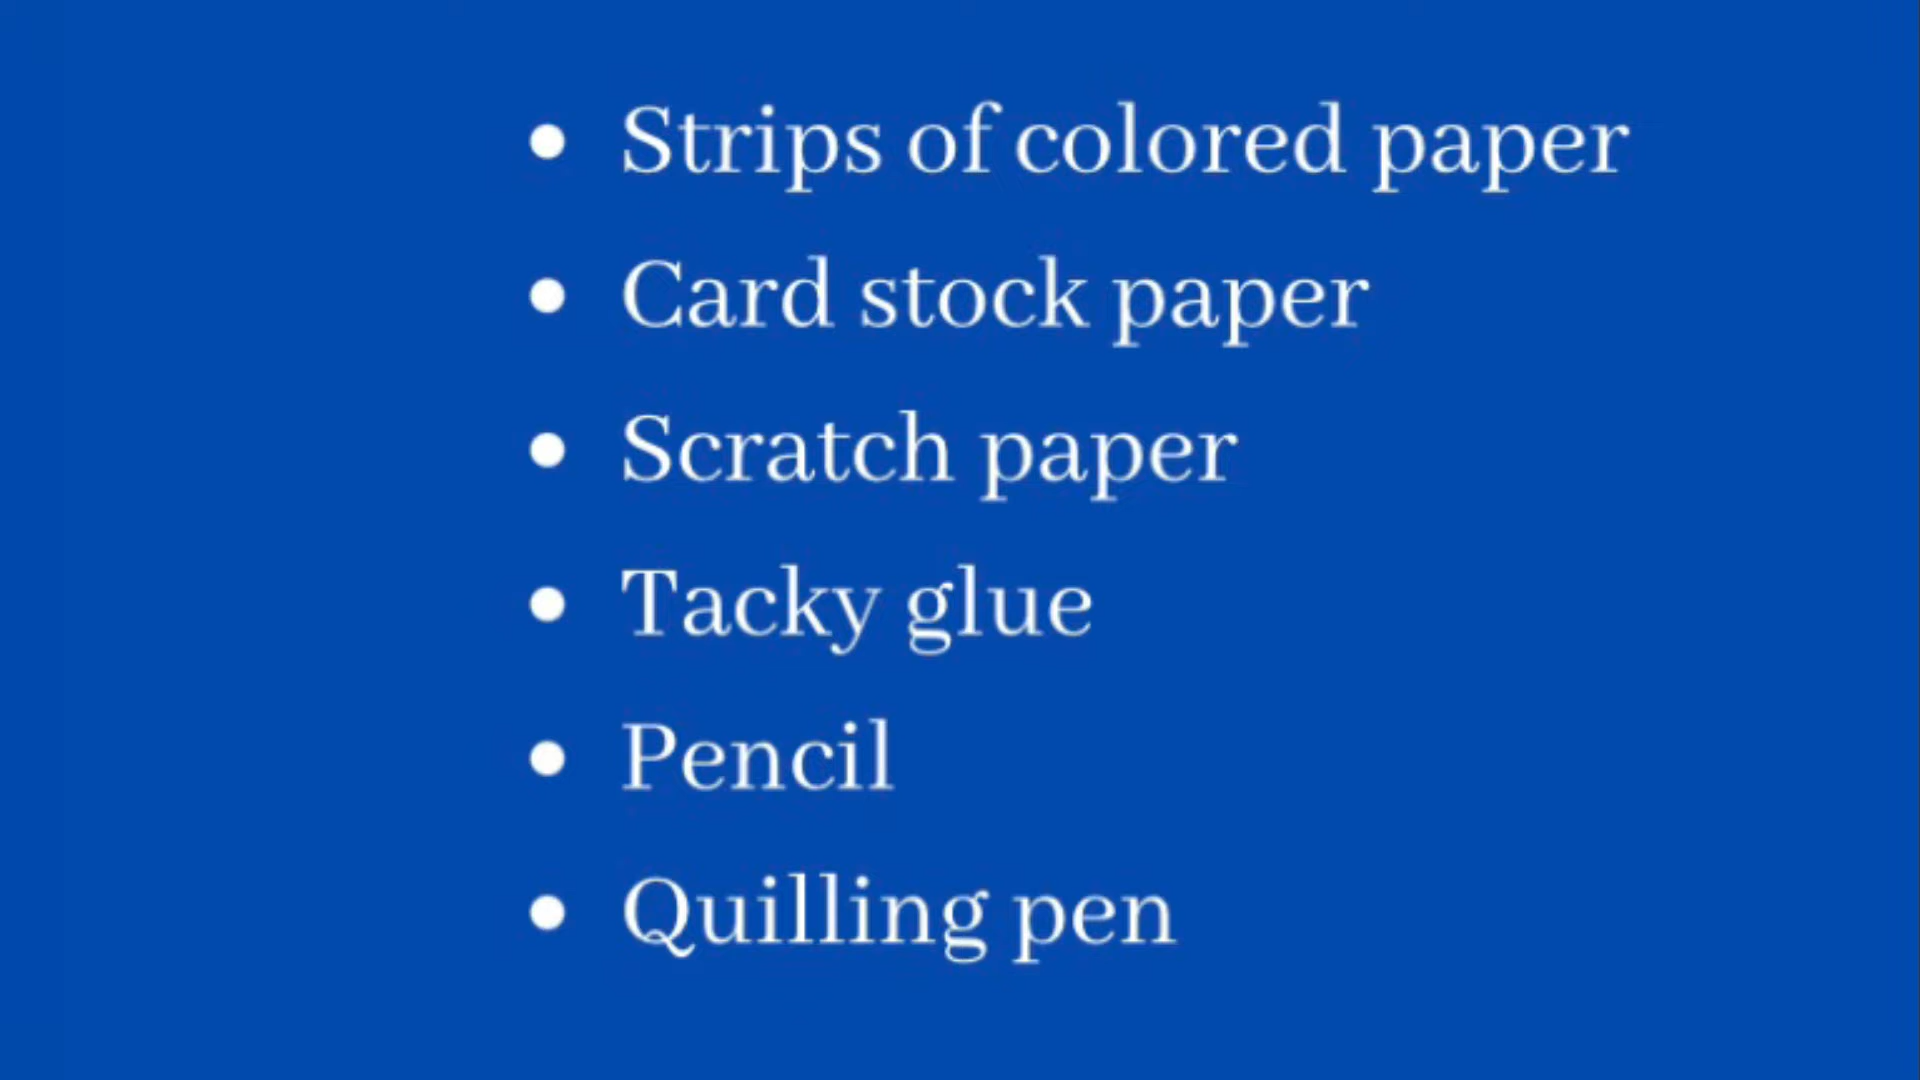 • Strips of colored paper
• Card stock paper
• Scratch paper
• Tacky glue
• Pencil
• Quilling pen